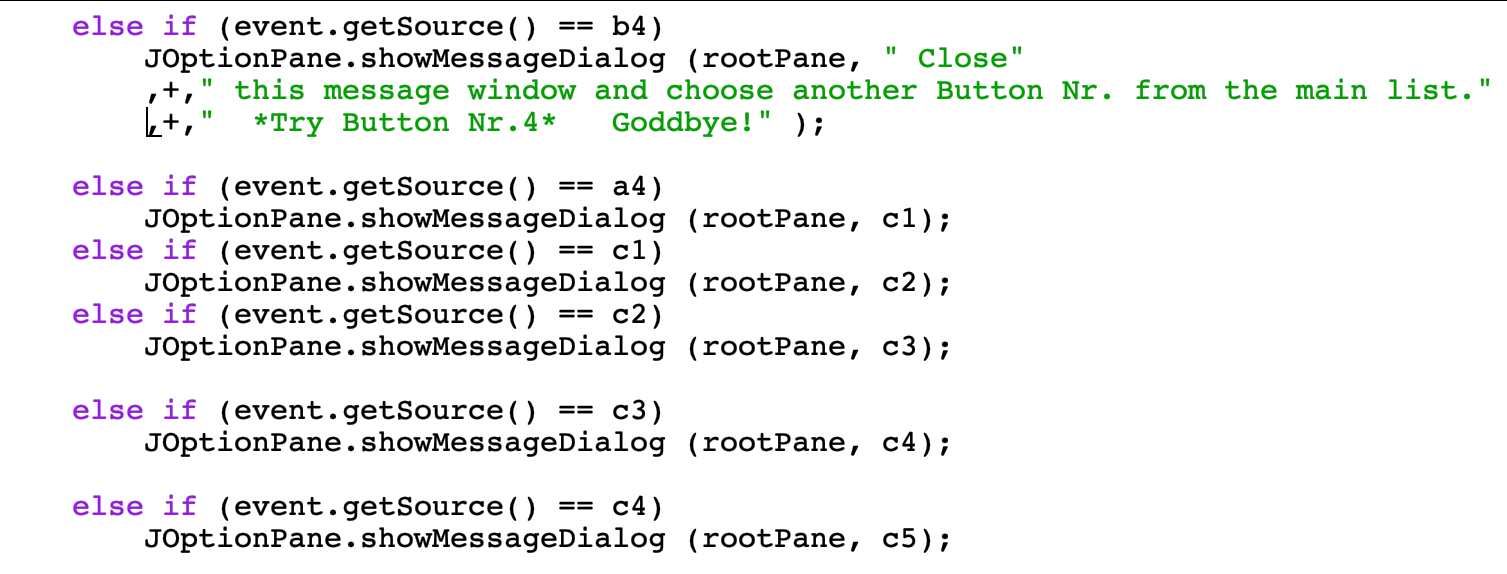 else if (event.getSource() == b4)
JOptionPane.showMessageDialog (rootPane, " Close"
,+," this message window and choose another Button Nr. from the main list."
,+,"  *Try Button Nr.4*   Goddbye!" );
else if (event.getSource() == a4)
JOptionPane.showMessageDialog (rootPane, c1);
else if (event.getSource() == c1)
JOptionPane.showMessageDialog (rootPane, c2);
else if (event.getSource() == c2)
JOptionPane.showMessageDialog (rootPane, c3);
else if (event.getSource() == c3)
JOptionPane.showMessageDialog (rootPane, c4);
else if (event.getSource() == c4)
JOptionPane.showMessageDialog (rootPane, c5);